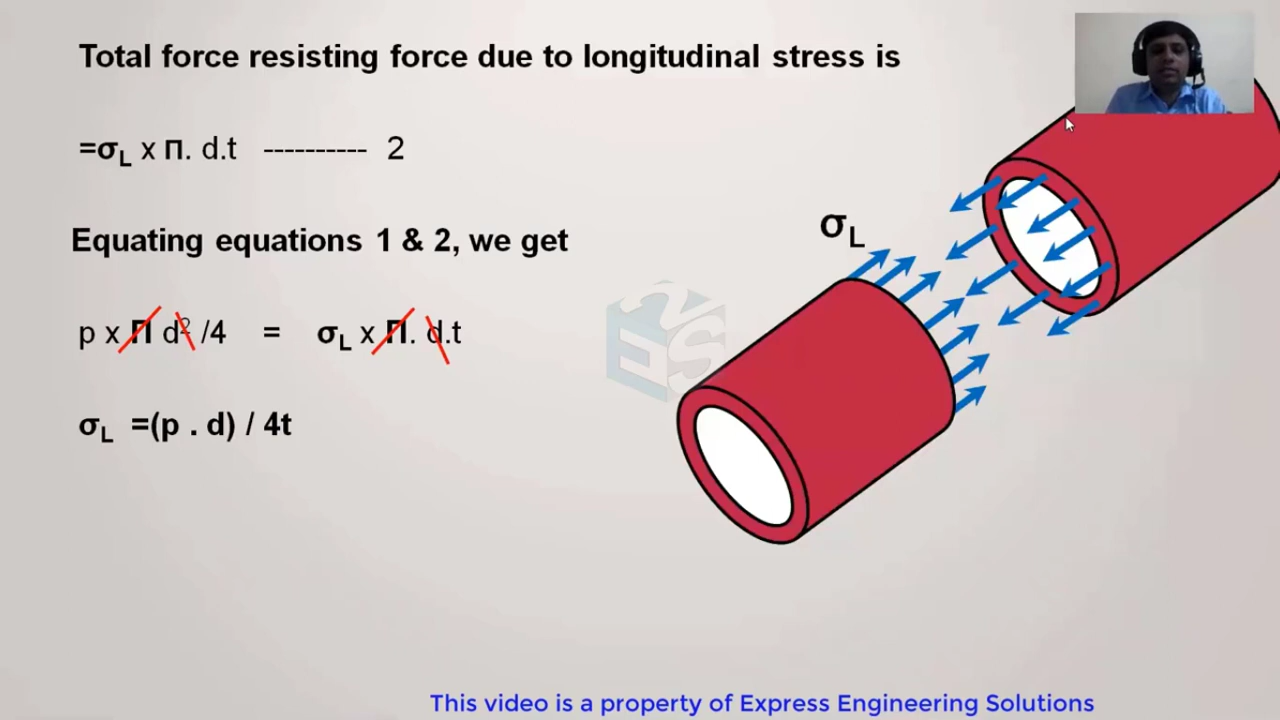 Total force resisting force due to longitudinal stress is
=σL x Π. d.t ---------- 2
Equating equations 1 & 2, we get
p x Π d² /4 = σL x Π. d.t
σL =(p . d) / 4t
σL
This video is a property of Express Engineering Solutions